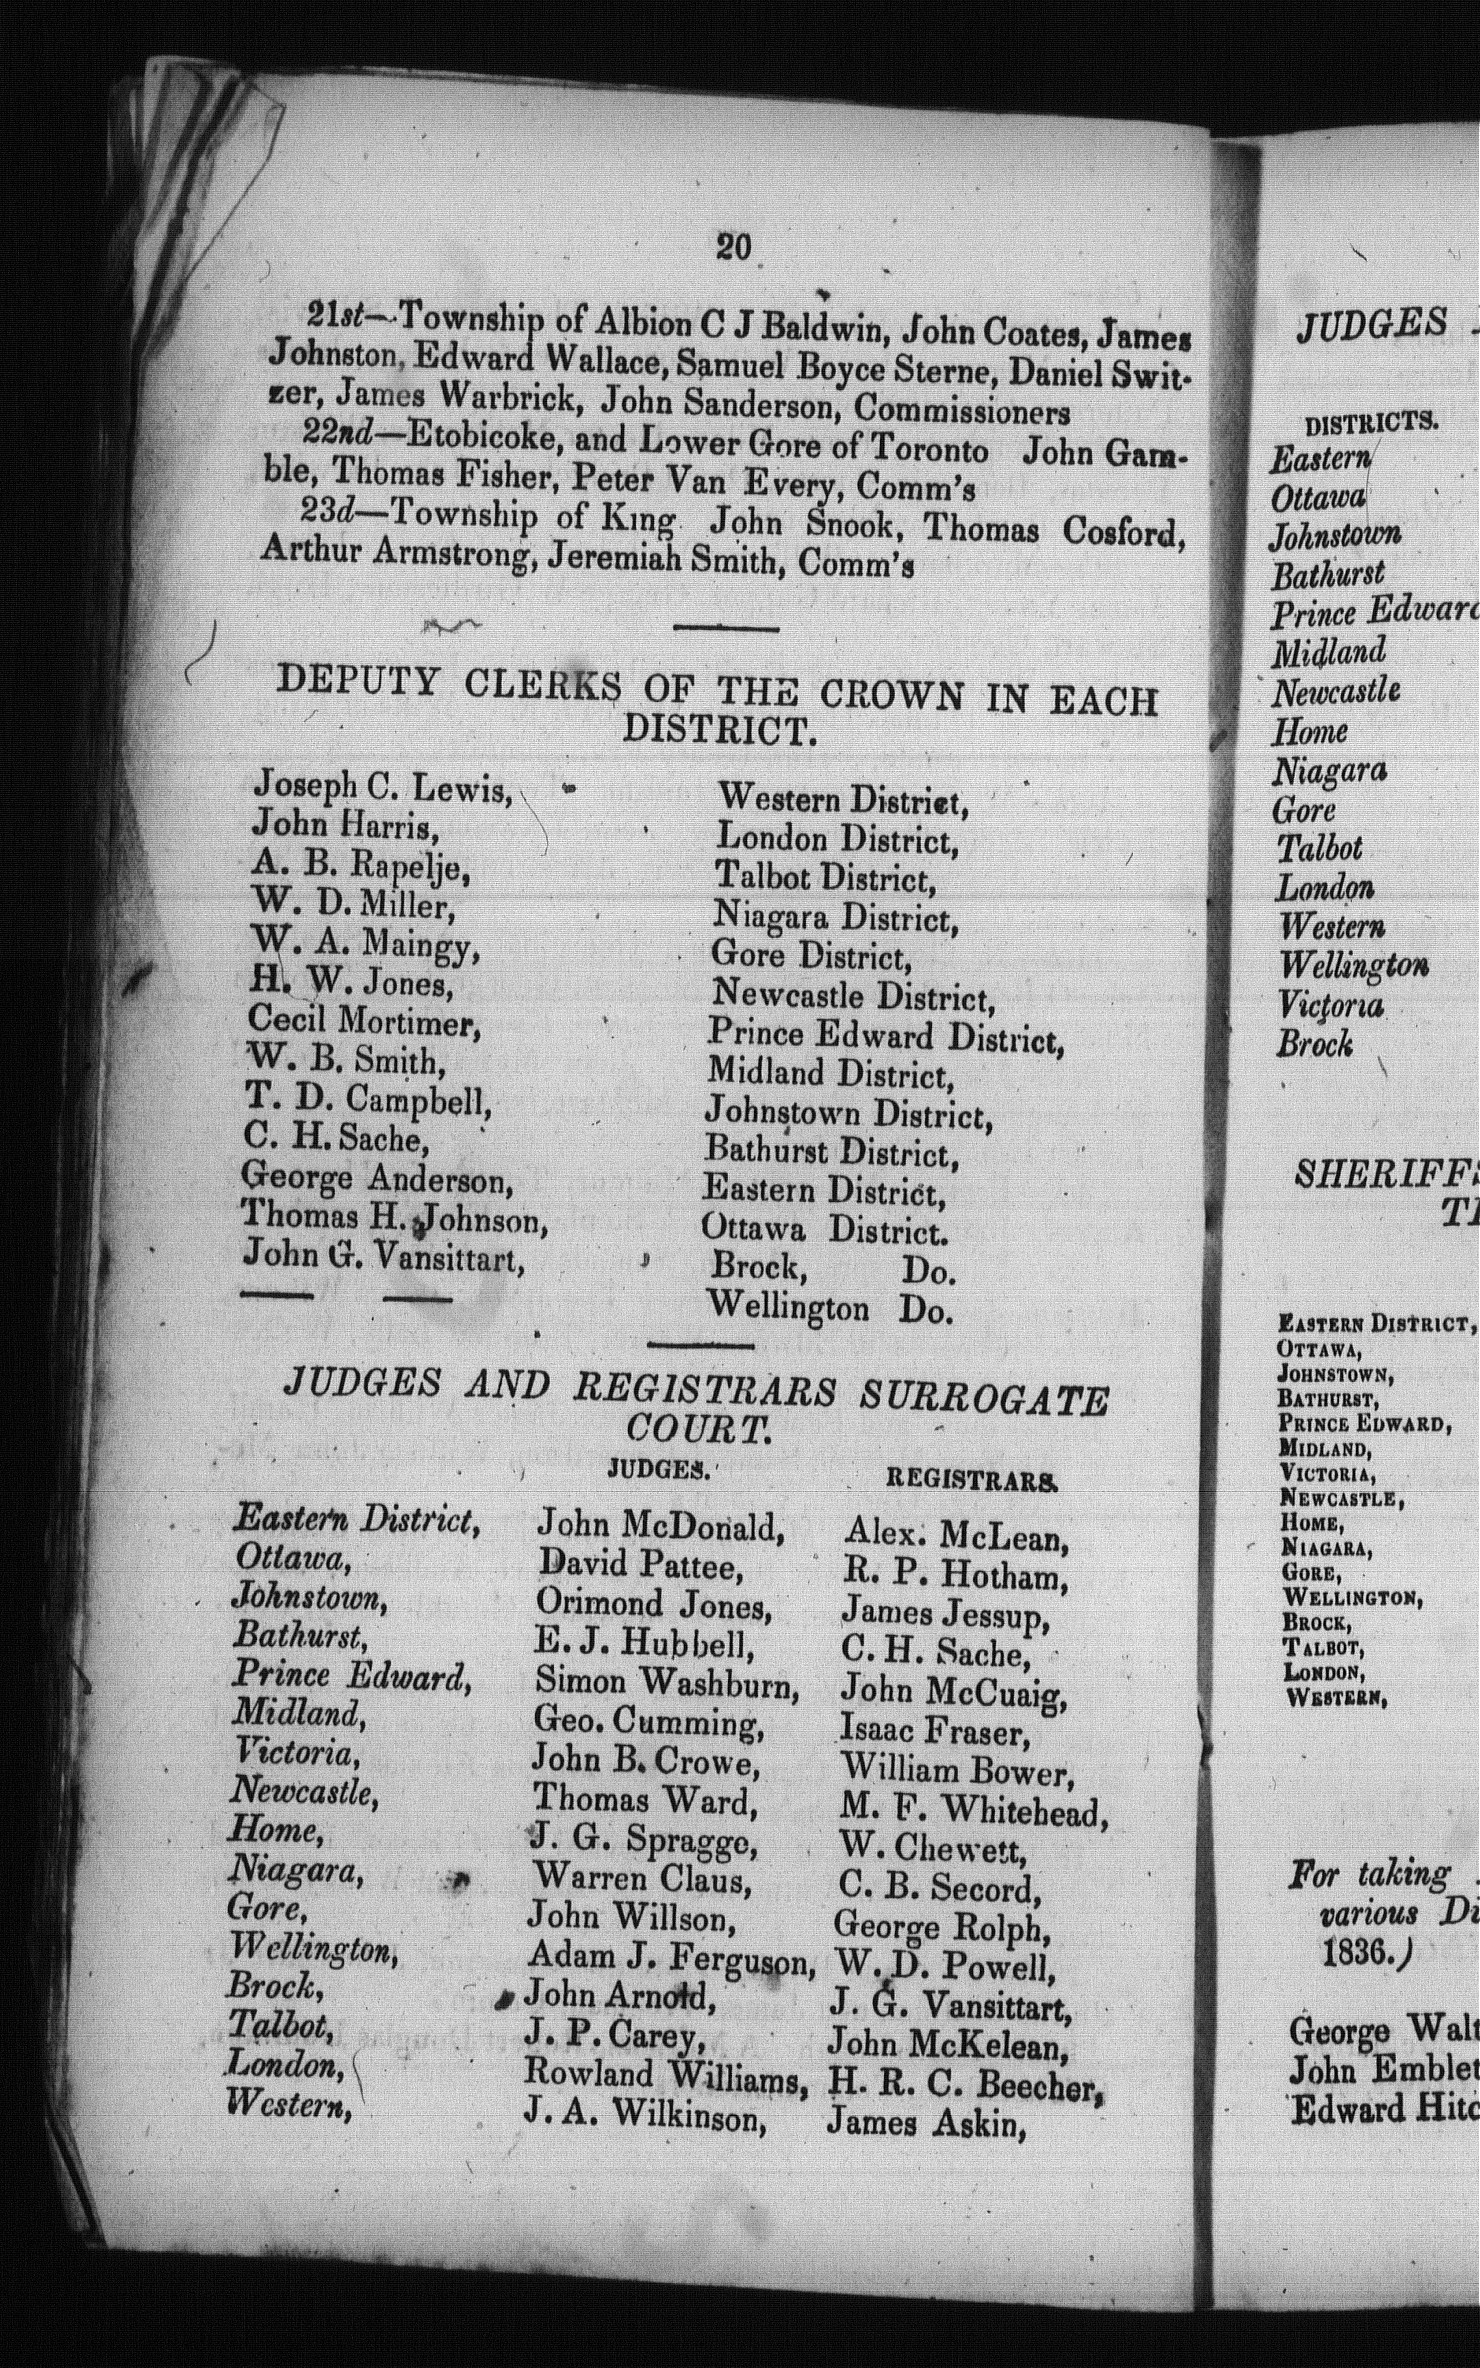 20
21st—Township of Albion C J Baldwin, John Coates, James
Johnston, Edward Wallace, Samuel Boyce Sterne, Daniel Swit-
zer, James Warbrick, John Sanderson, Commissioners
22nd—Etobicoke, and Lower Gore of Toronto John Gam-
ble, Thomas Fisher, Peter Van Every, Comm's
23d—Township of King John Snook, Thomas Cosford,
Arthur Armstrong, Jeremiah Smith, Comm's
DEPUTY CLERKS OF THE CROWN IN EACH
DISTRICT.
Joseph C. Lewis, Western District,
John Harris, London District,
A. B. Rapelje, Talbot District,
W. D. Miller, Niagara District,
W. A. Maingy, Gore District,
H. W. Jones, Newcastle District,
Cecil Mortimer, Prince Edward District,
W. B. Smith, Midland District,
T. D. Campbell, Johnstown District,
C. H. Sache, Bathurst District,
George Anderson, Eastern District,
Thomas H. Johnson, Ottawa District.
John G. Vansittart, Brock, Do.
— — Wellington Do.
JUDGES AND REGISTRARS SURROGATE
COURT.
JUDGES. REGISTRARS.
Eastern District, John McDonald, Alex. McLean,
Ottawa, David Pattee, R. P. Hotham,
Johnstown, Orimond Jones, James Jessup,
Bathurst, E. J. Hubbell, C. H. Sache,
Prince Edward, Simon Washburn, John McCuaig,
Midland, Geo. Cumming, Isaac Fraser,
Victoria, John B. Crowe, William Bower,
Newcastle, Thomas Ward, M. F. Whitehead,
Home, J. G. Spragge, W. Chewett,
Niagara, Warren Claus, C. B. Secord,
Gore, John Willson, George Rolph,
Wellington, Adam J. Ferguson, W. D. Powell,
Brock, John Arnold, J. G. Vansittart,
Talbot, J. P. Carey, John McKelean,
London, Rowland Williams, H. R. C. Beecher,
Western, J. A. Wilkinson, James Askin,
JUDGES
DISTRICTS.
Eastern
Ottawa
Johnstown
Bathurst
Prince Edward
Midland
Newcastle
Home
Niagara
Gore
Talbot
London
Western
Wellington
Victoria
Brock
SHERIFFS
EASTERN DISTRICT,
OTTAWA,
JOHNSTOWN,
BATHURST,
PRINCE EDWARD,
MIDLAND,
VICTORIA,
NEWCASTLE,
HOME,
NIAGARA,
GORE,
WELLINGTON,
BROCK,
TALBOT,
LONDON,
WESTERN,
For taking
various Di
1836.)
George Walt
John Emblet
Edward Hitc